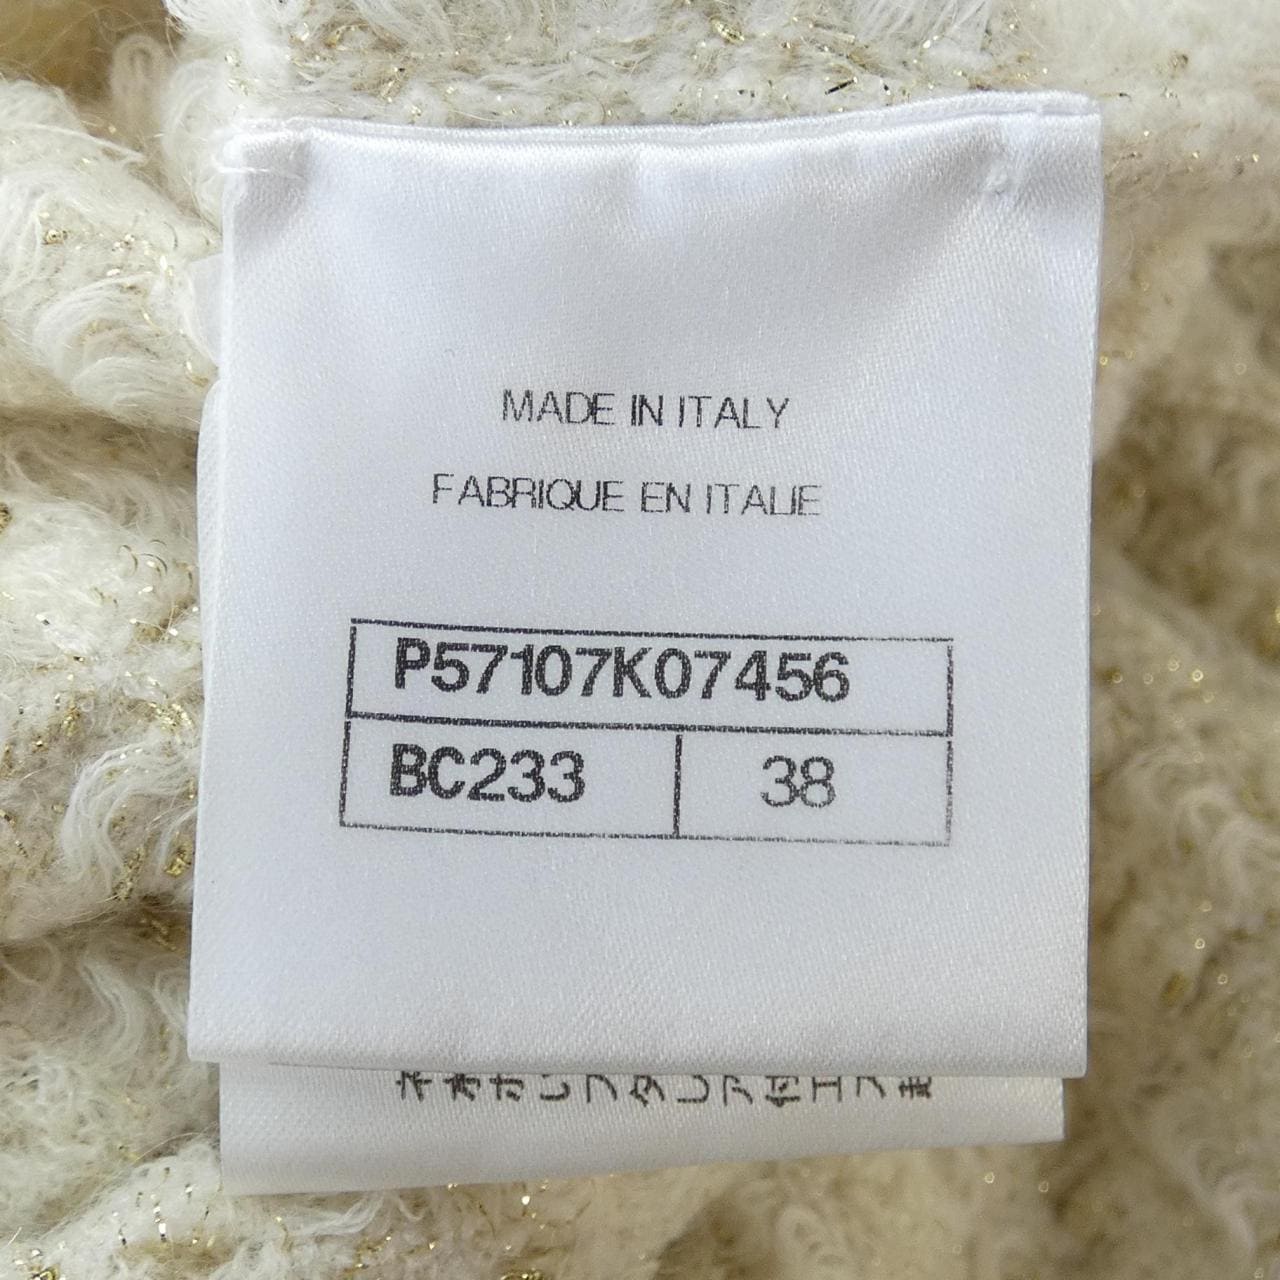 MADE IN ITALY
FABRIQUE EN ITALIE
P57107K07456
BC233
38